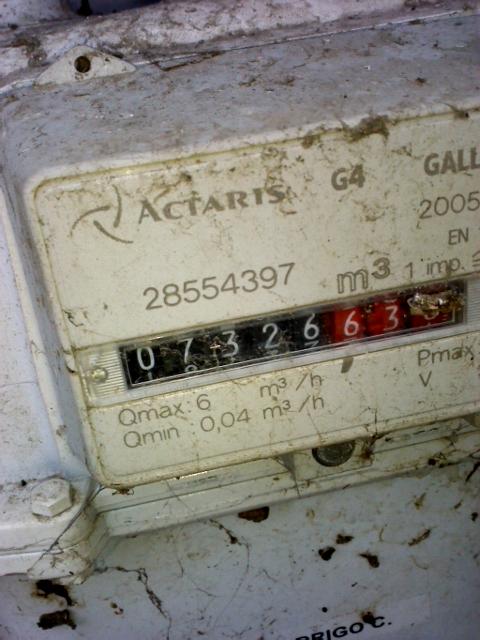 ACTARIS G4 GALL
2005
EN
28554397 m³ 1 imp. ≙
0 7 3 2 6 6 3
Qmax 6 m³/h
Qmin 0,04 m³/h
Pmax
V
BRIGO C.